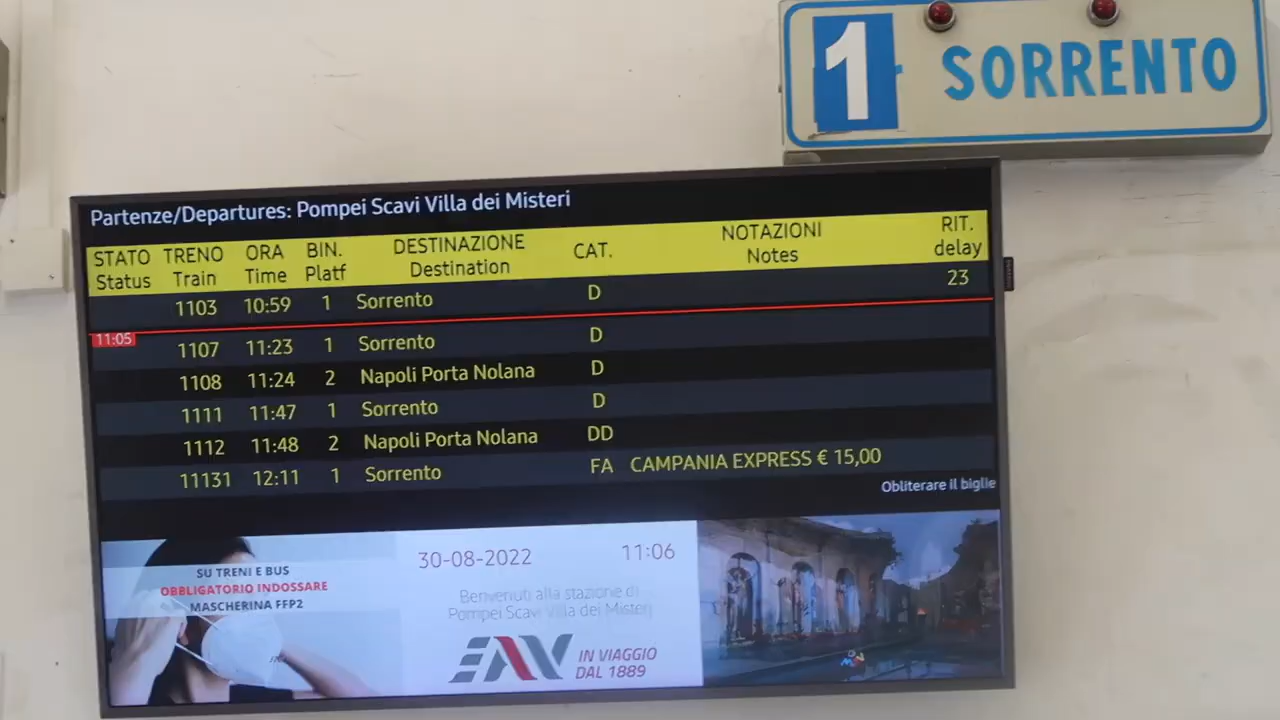 1 SORRENTO
Partenze/Departures: Pompei Scavi Villa dei Misteri
STATO TRENO ORA BIN. DESTINAZIONE CAT. NOTAZIONI RIT.
Status Train Time Platf Destination Notes delay
1103 10:59 1 Sorrento D 23
11:05
1107 11:23 1 Sorrento D
1108 11:24 2 Napoli Porta Nolana D
1111 11:47 1 Sorrento D
1112 11:48 2 Napoli Porta Nolana DD
11131 12:11 1 Sorrento FA CAMPANIA EXPRESS € 15,00
Obliterare il biglie
SU TRENI E BUS
OBBLIGATORIO INDOSSARE
MASCHERINA FFP2
30-08-2022 11:06
Benvenuti alla stazione di
Pompei Scavi Villa dei Misteri
EAV IN VIAGGIO
DAL 1889